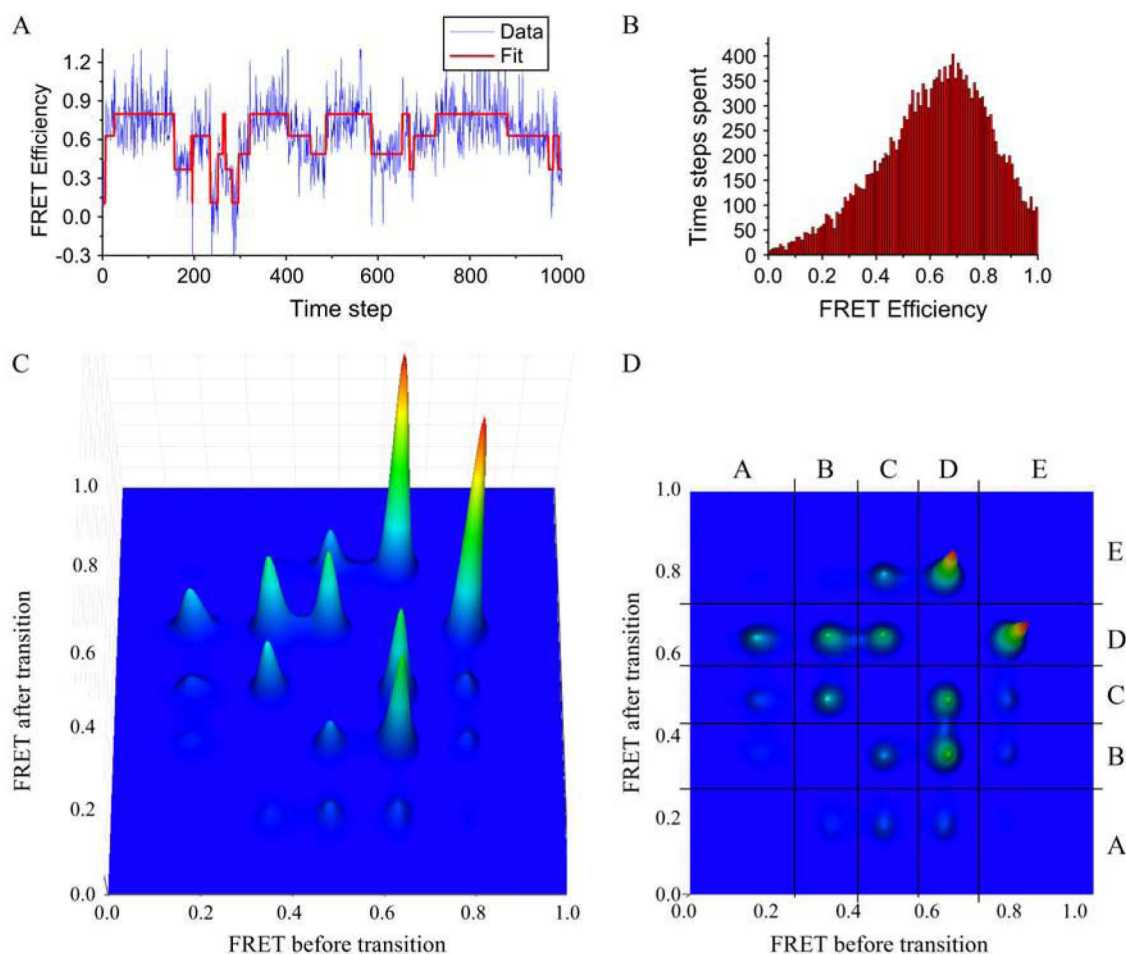 A
Data
Fit
FRET Efficiency
1.2
0.9
0.6
0.3
0.0
-0.3
0 200 400 600 800 1000
Time step
B
Time steps spent
400
350
300
250
200
150
100
50
0
0.0 0.2 0.4 0.6 0.8 1.0
FRET Efficiency
C
FRET after transition
1.0
0.8
0.6
0.4
0.2
0.0
0.0 0.2 0.4 0.6 0.8 1.0
FRET before transition
D
A B C D E
FRET after transition
1.0
0.8
0.6
0.4
0.2
0.0
E
D
C
B
A
0.0 0.2 0.4 0.6 0.8 1.0
FRET before transition